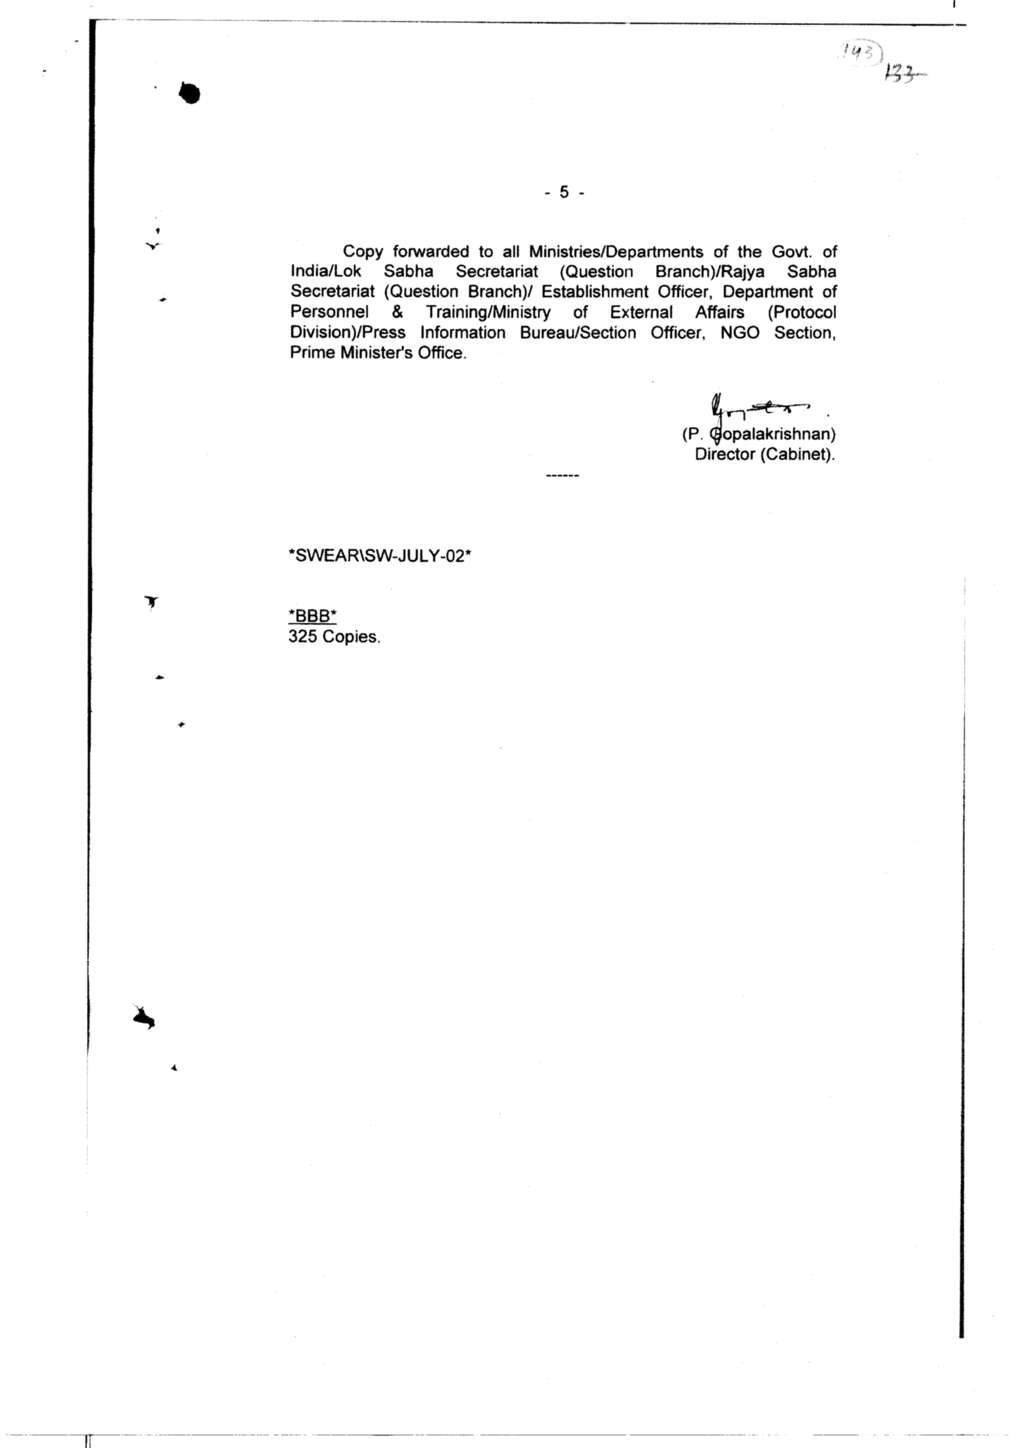 143
133
- 5 -
Copy forwarded to all Ministries/Departments of the Govt. of
India/Lok Sabha Secretariat (Question Branch)/Rajya Sabha
Secretariat (Question Branch)/ Establishment Officer, Department of
Personnel & Training/Ministry of External Affairs (Protocol
Division)/Press Information Bureau/Section Officer, NGO Section,
Prime Minister's Office.
(P. Gopalakrishnan)
Director (Cabinet).
------
*SWEAR\SW-JULY-02*
*BBB*
325 Copies.